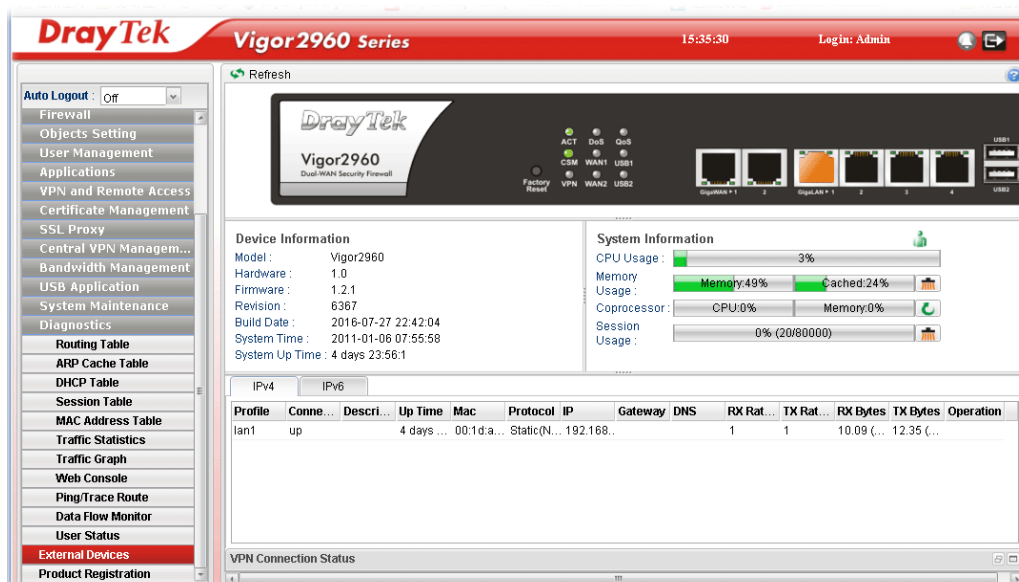 DrayTek
Vigor2960 Series
15:35:30
Login: Admin
Auto Logout : Off
Firewall
Objects Setting
User Management
Applications
VPN and Remote Access
Certificate Management
SSL Proxy
Central VPN Managem...
Bandwidth Management
USB Application
System Maintenance
Diagnostics
Routing Table
ARP Cache Table
DHCP Table
Session Table
MAC Address Table
Traffic Statistics
Traffic Graph
Web Console
Ping/Trace Route
Data Flow Monitor
User Status
External Devices
Product Registration
Refresh
DrayTek
Vigor2960
Dual-WAN Security Firewall
Factory Reset
ACT DoS QoS
CSM WAN1 USB1
VPN WAN2 USB2
GigaWAN 1 2
GigaLAN 1 2 3 4
USB1
USB2
Device Information
Model : Vigor2960
Hardware : 1.0
Firmware : 1.2.1
Revision : 6367
Build Date : 2016-07-27 22:42:04
System Time : 2011-01-06 07:55:58
System Up Time : 4 days 23:56:1
System Information
CPU Usage : 3%
Memory Usage : Memory:49% Cached:24%
Coprocessor : CPU:0% Memory:0%
Session Usage : 0% (20/80000)
IPv4 IPv6
Profile Conne... Descri... Up Time Mac Protocol IP Gateway DNS RX Rat... TX Rat... RX Bytes TX Bytes Operation
lan1 up 4 days ... 00:1d:a... Static(N... 192.168... 1 1 10.09 (... 12.35 (...
VPN Connection Status